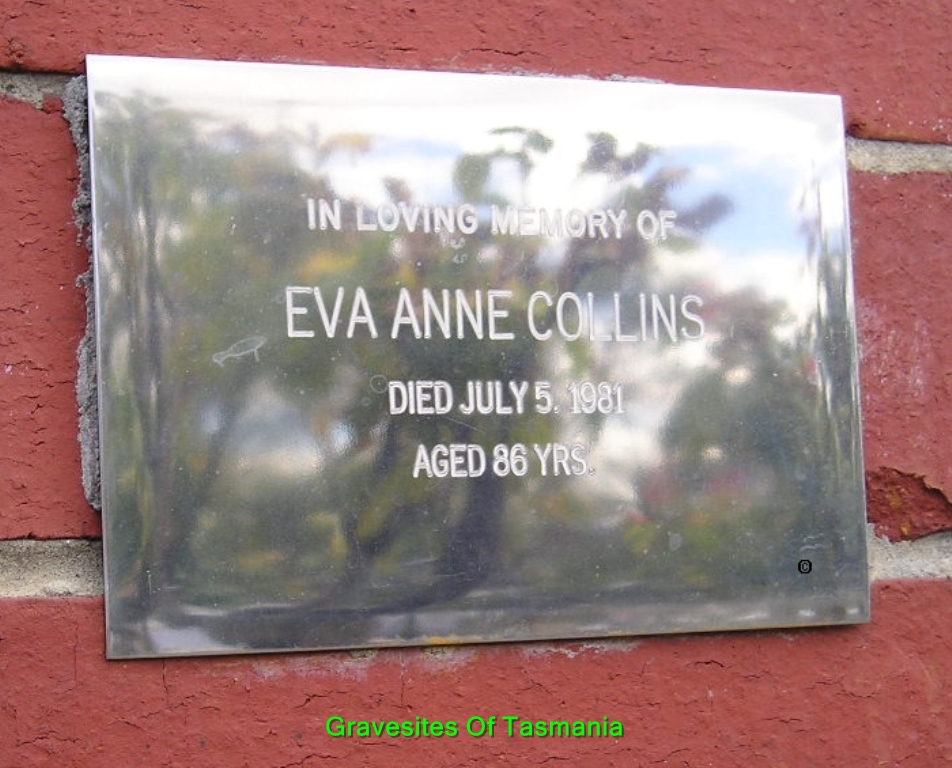 IN LOVING MEMORY OF
EVA ANNE COLLINS
DIED JULY 5, 1981
AGED 86 YRS.
©
Gravesites Of Tasmania